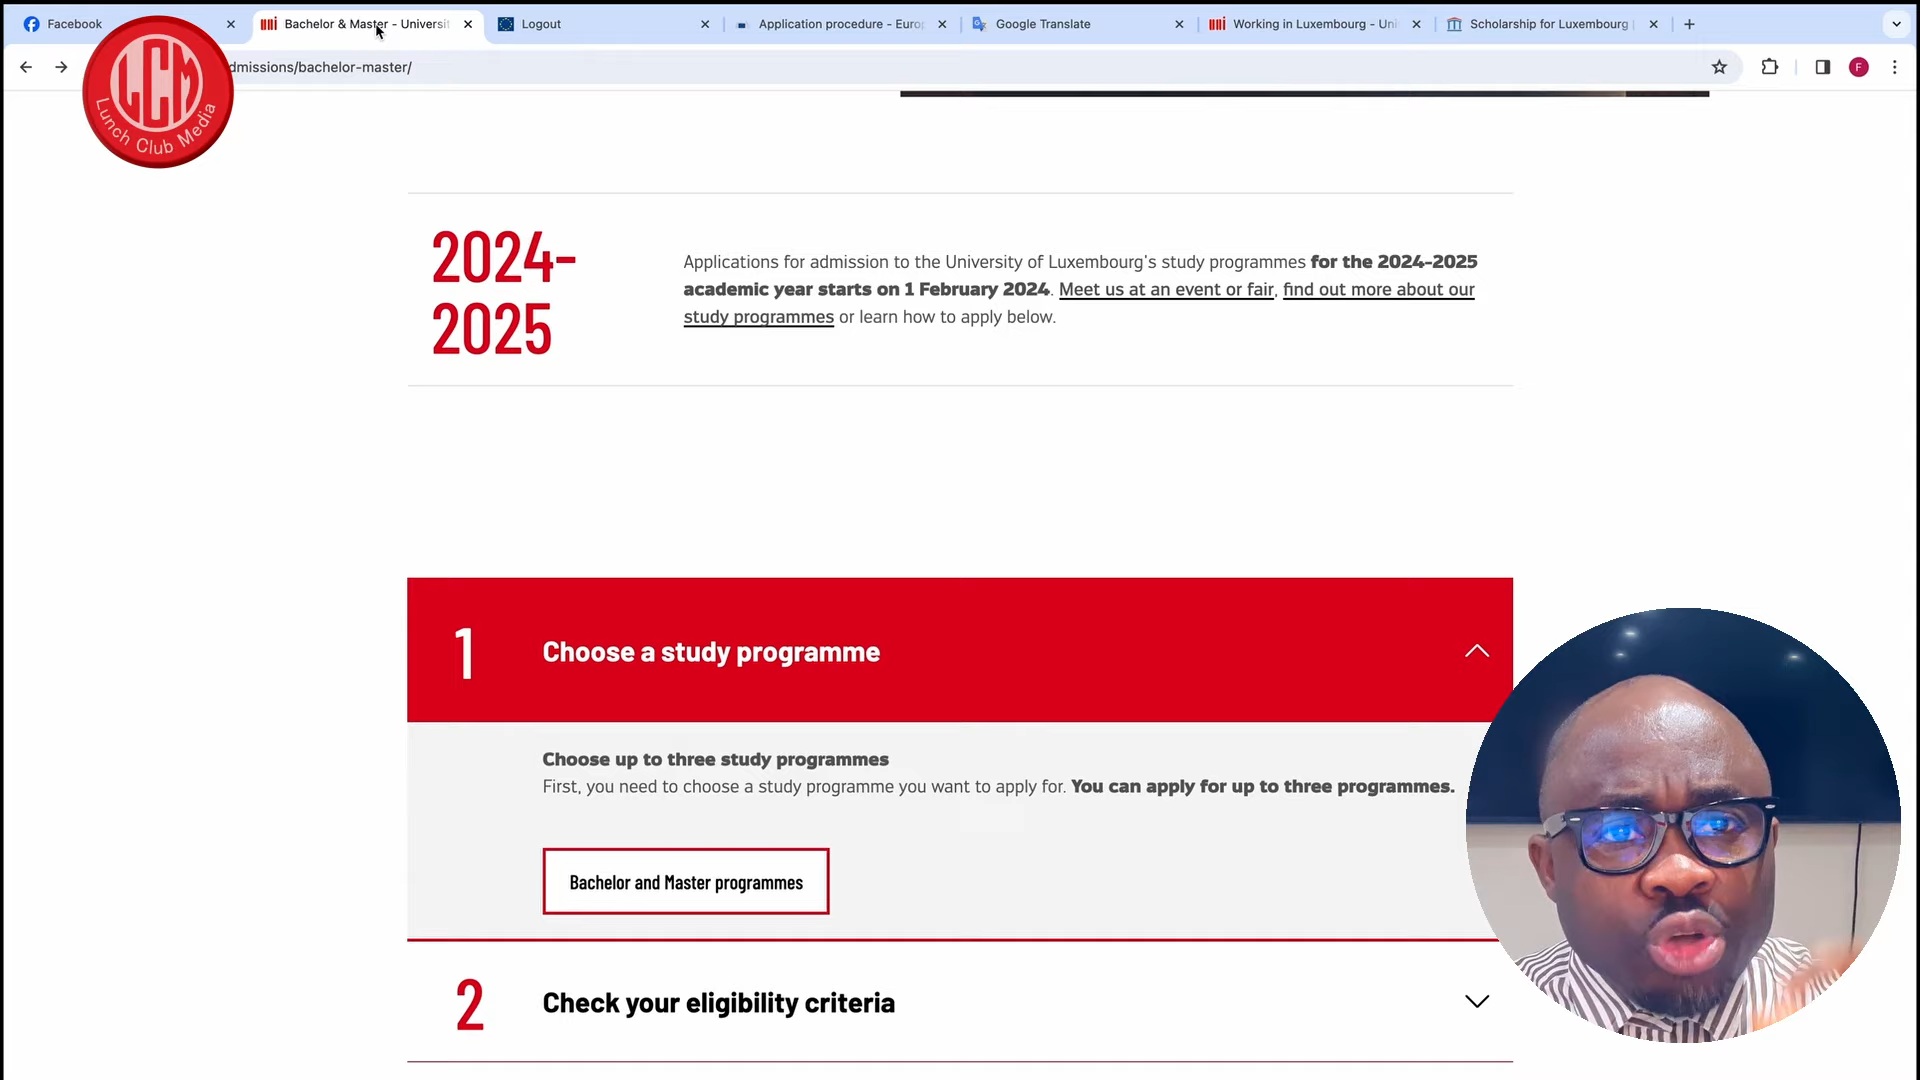 Facebook
Bachelor & Master - Universit
Logout
Application procedure - Euro
Google Translate
Working in Luxembourg - Uni
Scholarship for Luxembourg
dmissions/bachelor-master/
F
LCM
Lunch Club Media
2024-
2025
Applications for admission to the University of Luxembourg's study programmes for the 2024-2025
academic year starts on 1 February 2024. Meet us at an event or fair, find out more about our
study programmes or learn how to apply below.
1
Choose a study programme
Choose up to three study programmes
First, you need to choose a study programme you want to apply for. You can apply for up to three programmes.
Bachelor and Master programmes
2
Check your eligibility criteria